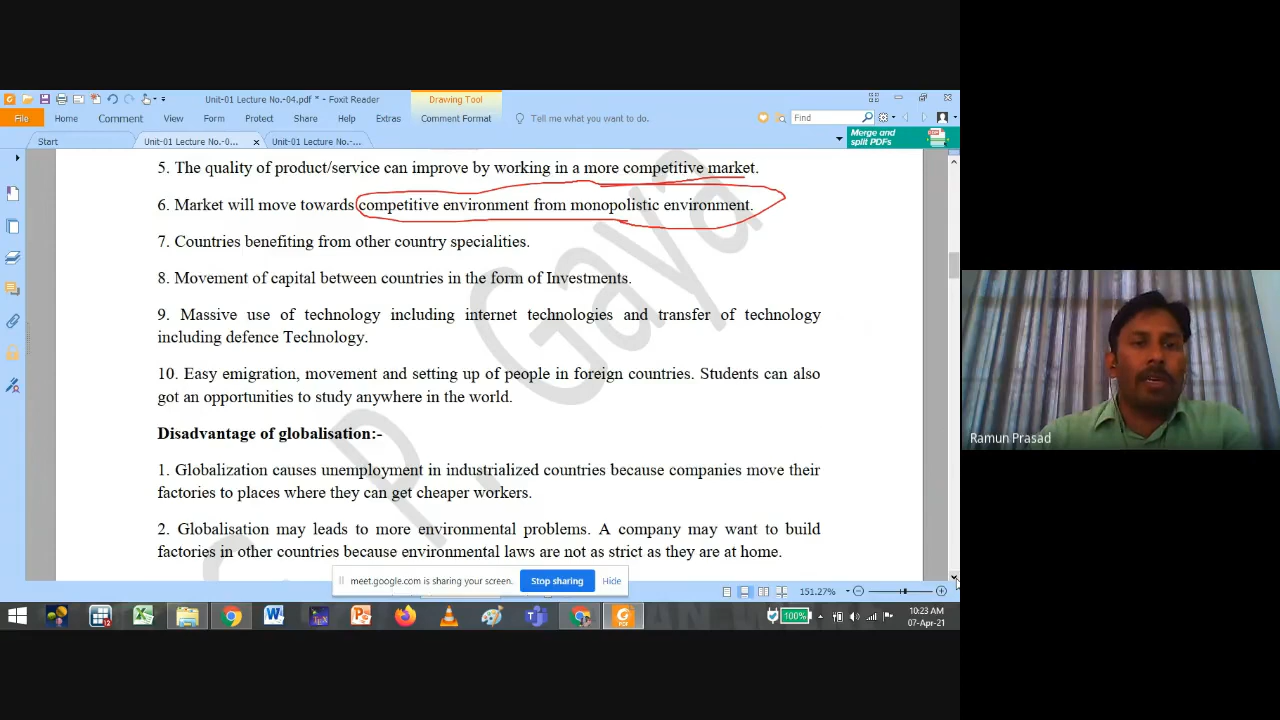 Unit-01 Lecture No.-04.pdf * - Foxit Reader
Drawing Tool
File Home Comment View Form Protect Share Help Extras Comment Format Tell me what you want to do. Find
Start Unit-01 Lecture No.-0... Unit-01 Lecture No.-...
Merge and
split PDFs
5. The quality of product/service can improve by working in a more competitive market.
6. Market will move towards competitive environment from monopolistic environment.
7. Countries benefiting from other country specialities.
8. Movement of capital between countries in the form of Investments.
9. Massive use of technology including internet technologies and transfer of technology
including defence Technology.
10. Easy emigration, movement and setting up of people in foreign countries. Students can also
got an opportunities to study anywhere in the world.
Disadvantage of globalisation:-
1. Globalization causes unemployment in industrialized countries because companies move their
factories to places where they can get cheaper workers.
2. Globalisation may leads to more environmental problems. A company may want to build
factories in other countries because environmental laws are not as strict as they are at home.
P. Gaya
Ramun Prasad
meet.google.com is sharing your screen. Stop sharing Hide
151.27%
100%
10:23 AM
07-Apr-21